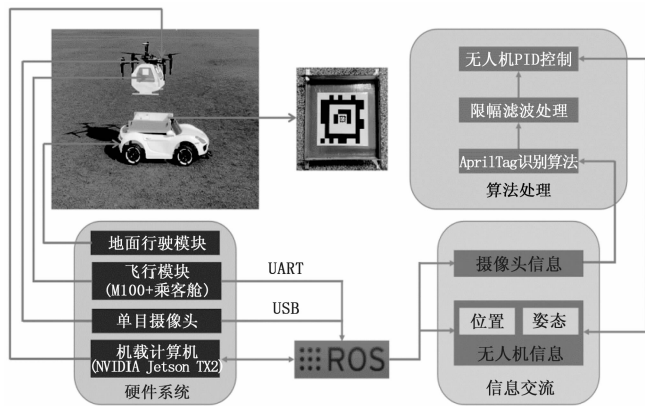 无人机PID控制
限幅滤波处理
AprilTag识别算法
算法处理
地面行驶模块
飞行模块
(M100+乘客舱)
单目摄像头
机载计算机
(NVIDIA Jetson TX2)
硬件系统
UART
USB
ROS
摄像头信息
位置
姿态
无人机信息
信息交流